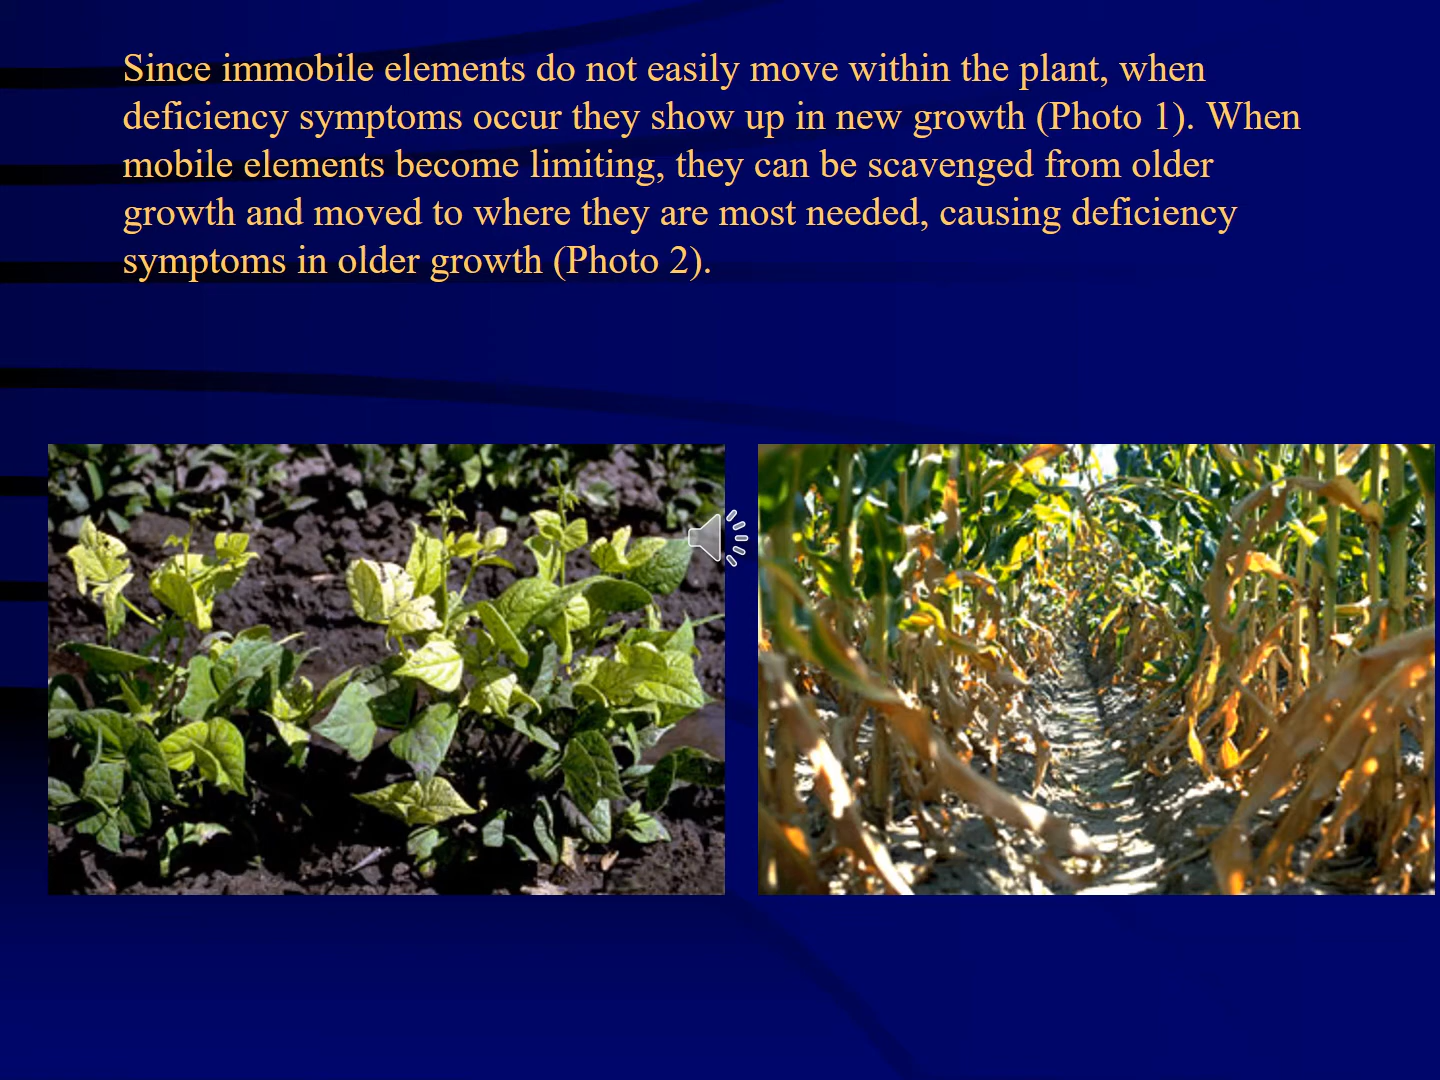 Since immobile elements do not easily move within the plant, when
deficiency symptoms occur they show up in new growth (Photo 1). When
mobile elements become limiting, they can be scavenged from older
growth and moved to where they are most needed, causing deficiency
symptoms in older growth (Photo 2).